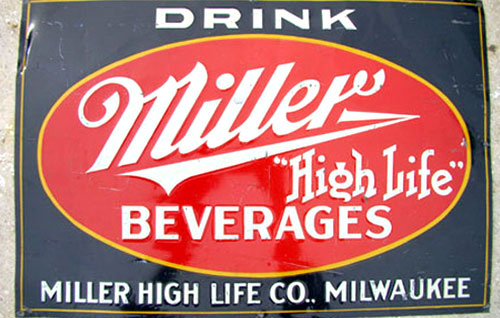 DRINK
Miller
"High Life"
BEVERAGES
MILLER HIGH LIFE CO., MILWAUKEE